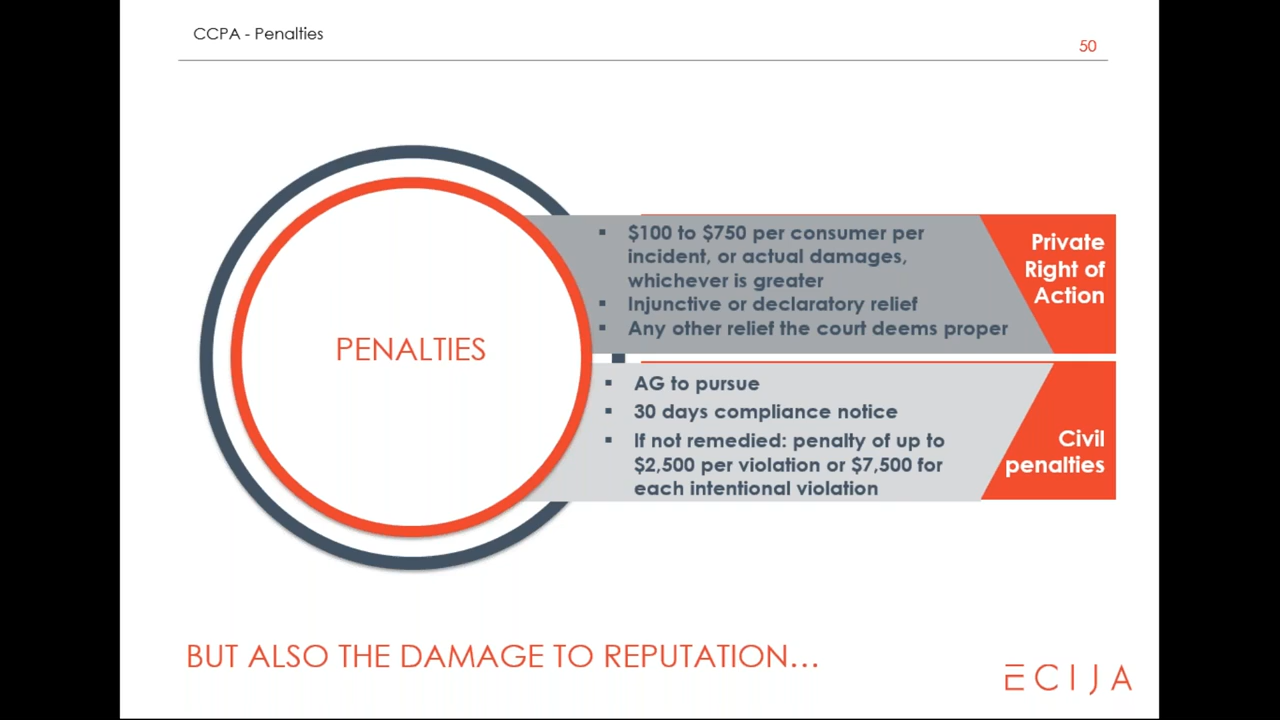 CCPA - Penalties
50
PENALTIES
▪ $100 to $750 per consumer per
incident, or actual damages,
whichever is greater
▪ Injunctive or declaratory relief
▪ Any other relief the court deems proper
Private
Right of
Action
▪ AG to pursue
▪ 30 days compliance notice
▪ If not remedied: penalty of up to
$2,500 per violation or $7,500 for
each intentional violation
Civil
penalties
BUT ALSO THE DAMAGE TO REPUTATION...
ECIJA